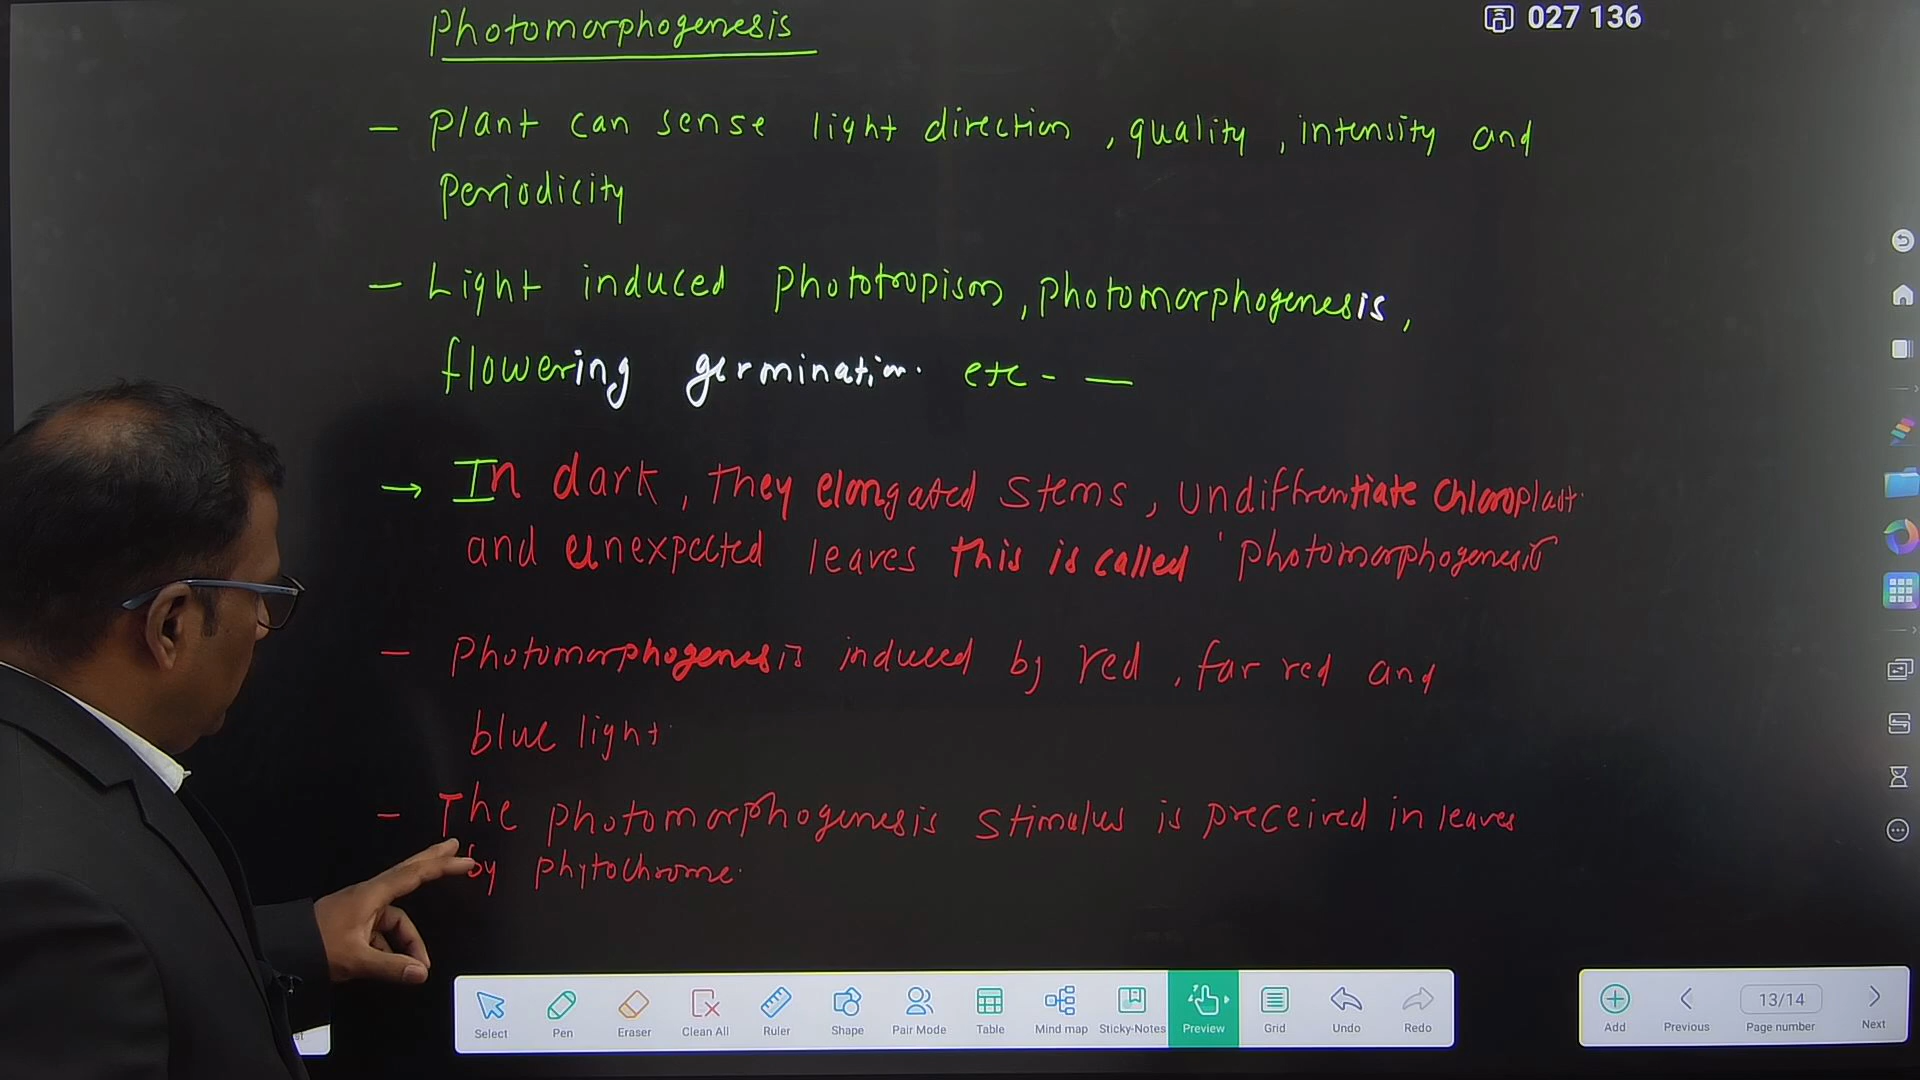 Photomorphogenesis
027 136
- Plant can sense light direction, quality, intensity and
Periodicity
- Light induced phototropism, photomorphogenesis,
flowering germination. etc - —
→ In dark, they elongated stems, undiffrentiate chloroplast.
and unexpected leaves this is called 'photomorphogenesis
- Photomorphogenesis induced by red, far red and
blue light.
- The photomorphogenesis stimulus is preceived in leaves
by phytochrome.
Select Pen Eraser Clean All Ruler Shape Pair Mode Table Mind map Sticky-Notes Preview Grid Undo Redo
Add Previous 13/14 Page number Next